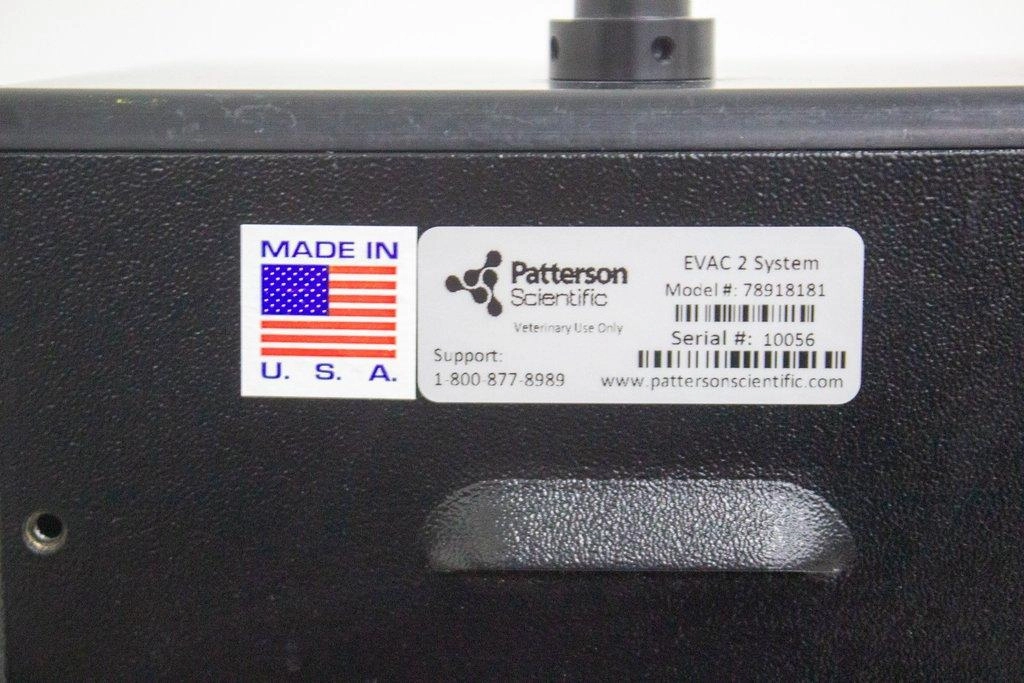 MADE IN
U. S. A.
Patterson
Scientific
Veterinary Use Only
Support:
1-800-877-8989
EVAC 2 System
Model #: 78918181
Serial #: 10056
www.pattersonscientific.com